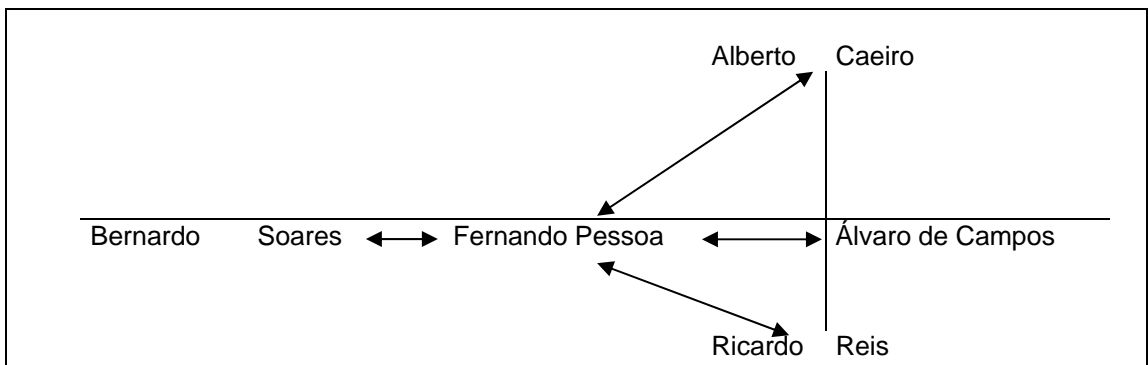 Alberto Caeiro
Bernardo Soares Fernando Pessoa Álvaro de Campos
Ricardo Reis